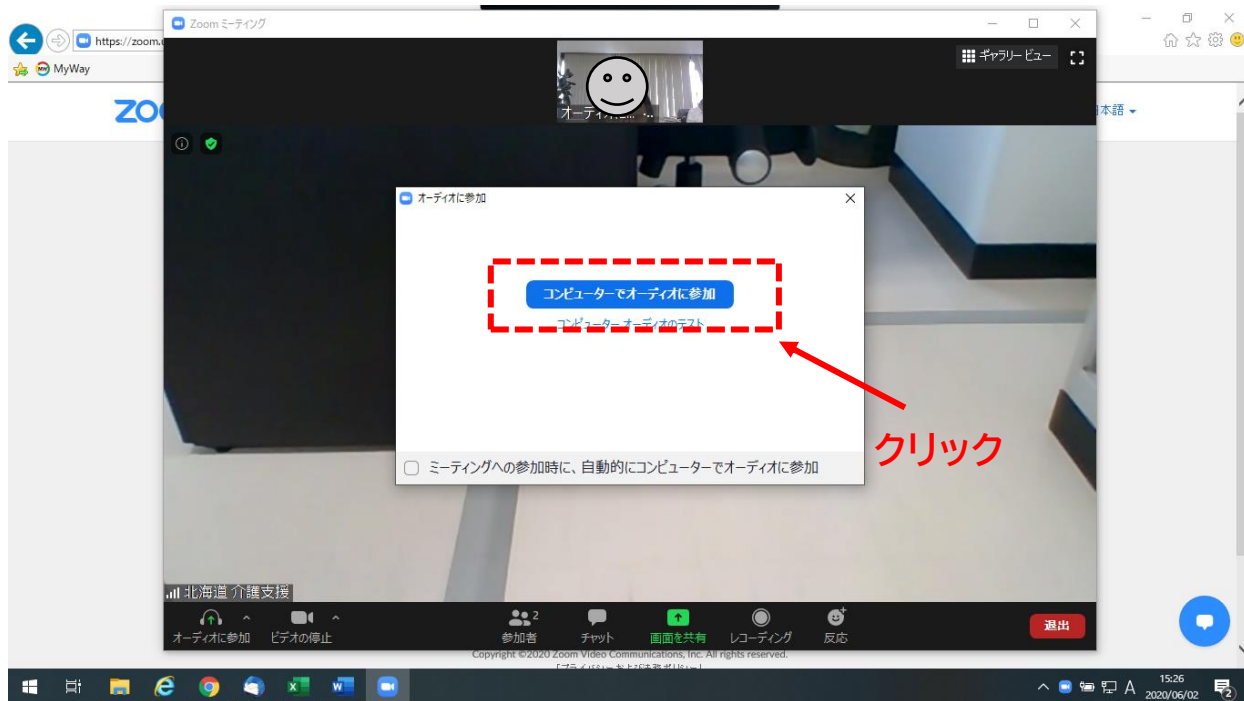 Zoom ミーティング
https://zoom.u
MyWay
ギャラリー ビュー
ZOO
本語
オーディオに参加
コンピューターでオーディオに参加
コンピューター オーディオのテスト
クリック
ミーティングへの参加時に、自動的にコンピューターでオーディオに参加
北海道 介護支援
オーディオに参加
ビデオの停止
2
参加者
チャット
画面を共有
レコーディング
反応
退出
Copyright ©2020 Zoom Video Communications, Inc. All rights reserved.
A
15:26
2020/06/02
2